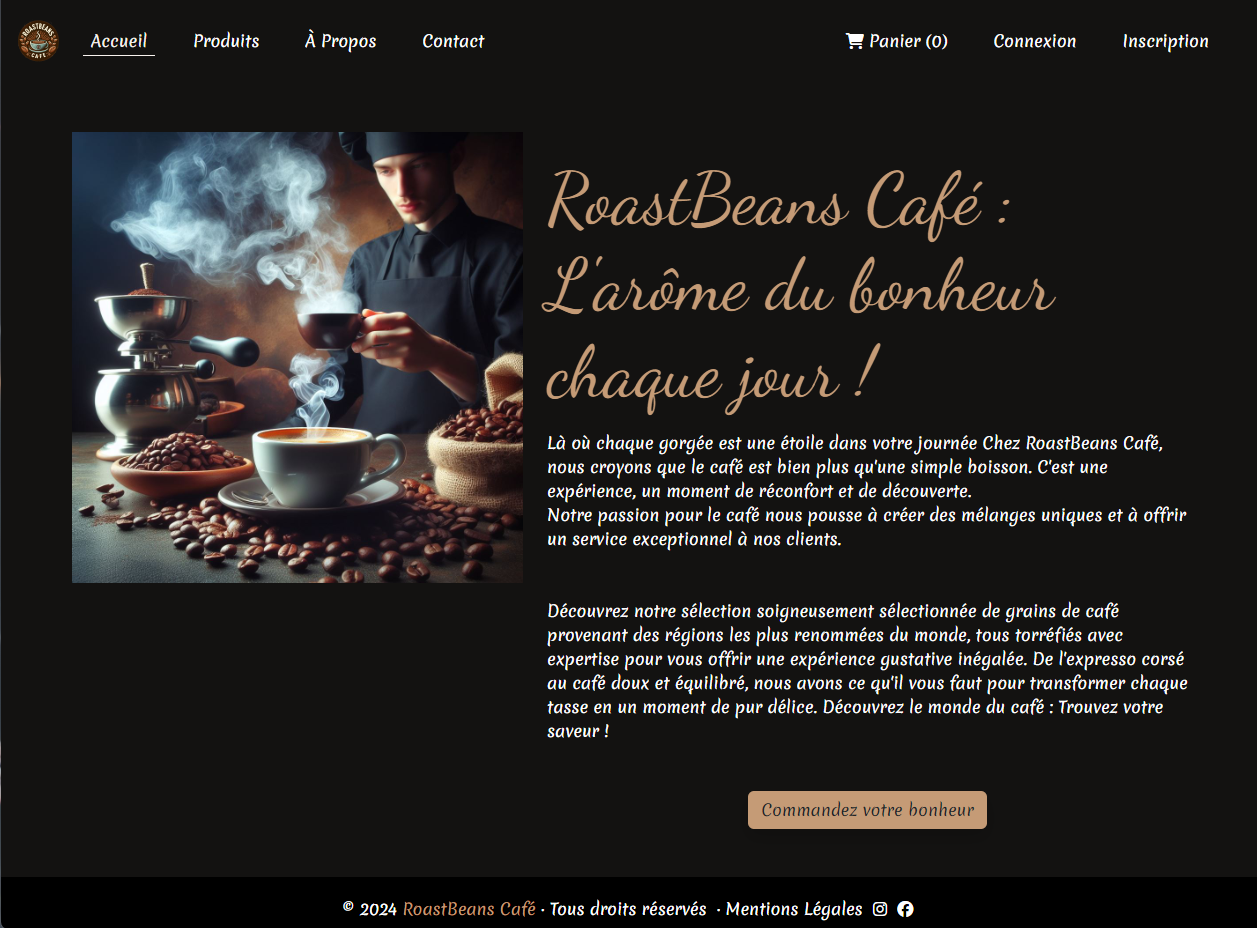 ROASTBEANS
CAFÉ
Accueil
Produits
À Propos
Contact
Panier (0)
Connexion
Inscription
RoastBeans Café :
L'arôme du bonheur
chaque jour !
Là où chaque gorgée est une étoile dans votre journée Chez RoastBeans Café,
nous croyons que le café est bien plus qu'une simple boisson. C'est une
expérience, un moment de réconfort et de découverte.
Notre passion pour le café nous pousse à créer des mélanges uniques et à offrir
un service exceptionnel à nos clients.
Découvrez notre sélection soigneusement sélectionnée de grains de café
provenant des régions les plus renommées du monde, tous torréfiés avec
expertise pour vous offrir une expérience gustative inégalée. De l'expresso corsé
au café doux et équilibré, nous avons ce qu'il vous faut pour transformer chaque
tasse en un moment de pur délice. Découvrez le monde du café : Trouvez votre
saveur !
Commandez votre bonheur
© 2024 RoastBeans Café · Tous droits réservés · Mentions Légales